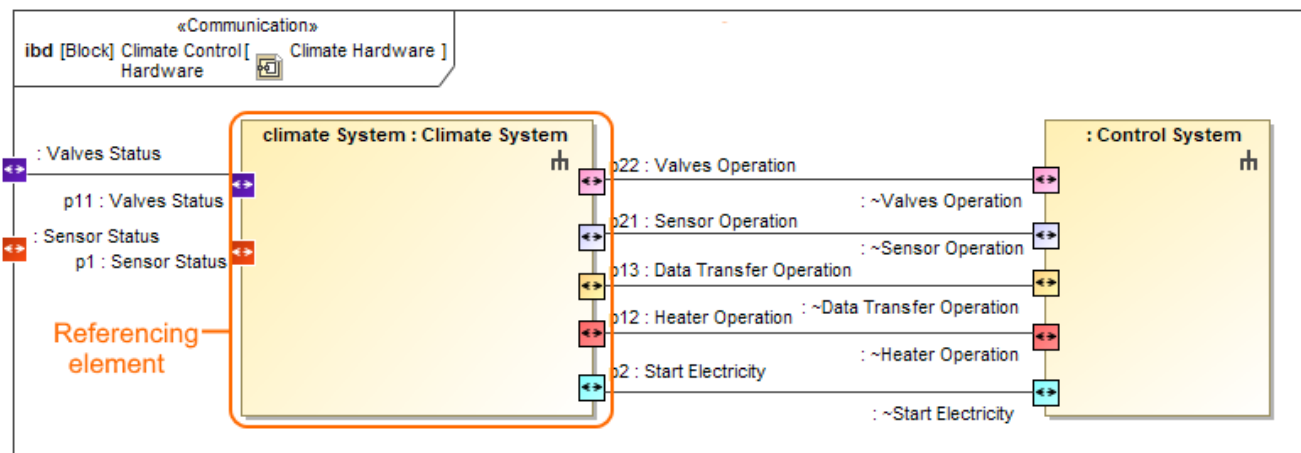 «Communication»
ibd [Block] Climate Control[ Climate Hardware ]
Hardware
climate System : Climate System
: Control System
: Valves Status
p22 : Valves Operation
p11 : Valves Status
: ~Valves Operation
p21 : Sensor Operation
: Sensor Status
: ~Sensor Operation
p1 : Sensor Status
p13 : Data Transfer Operation
: ~Data Transfer Operation
p12 : Heater Operation
Referencing
element
: ~Heater Operation
p2 : Start Electricity
: ~Start Electricity